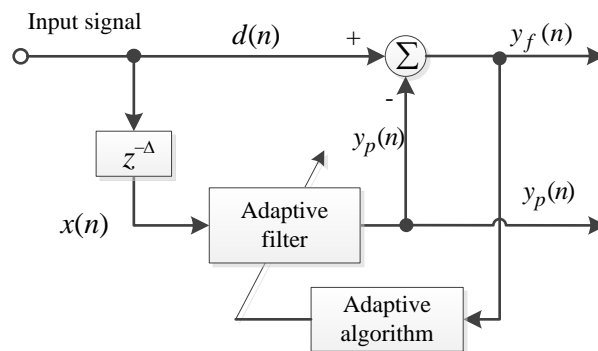 Input signal
d(n)
+
Σ
y_f(n)
-
z^{-Δ}
y_p(n)
x(n)
Adaptive
filter
y_p(n)
Adaptive
algorithm